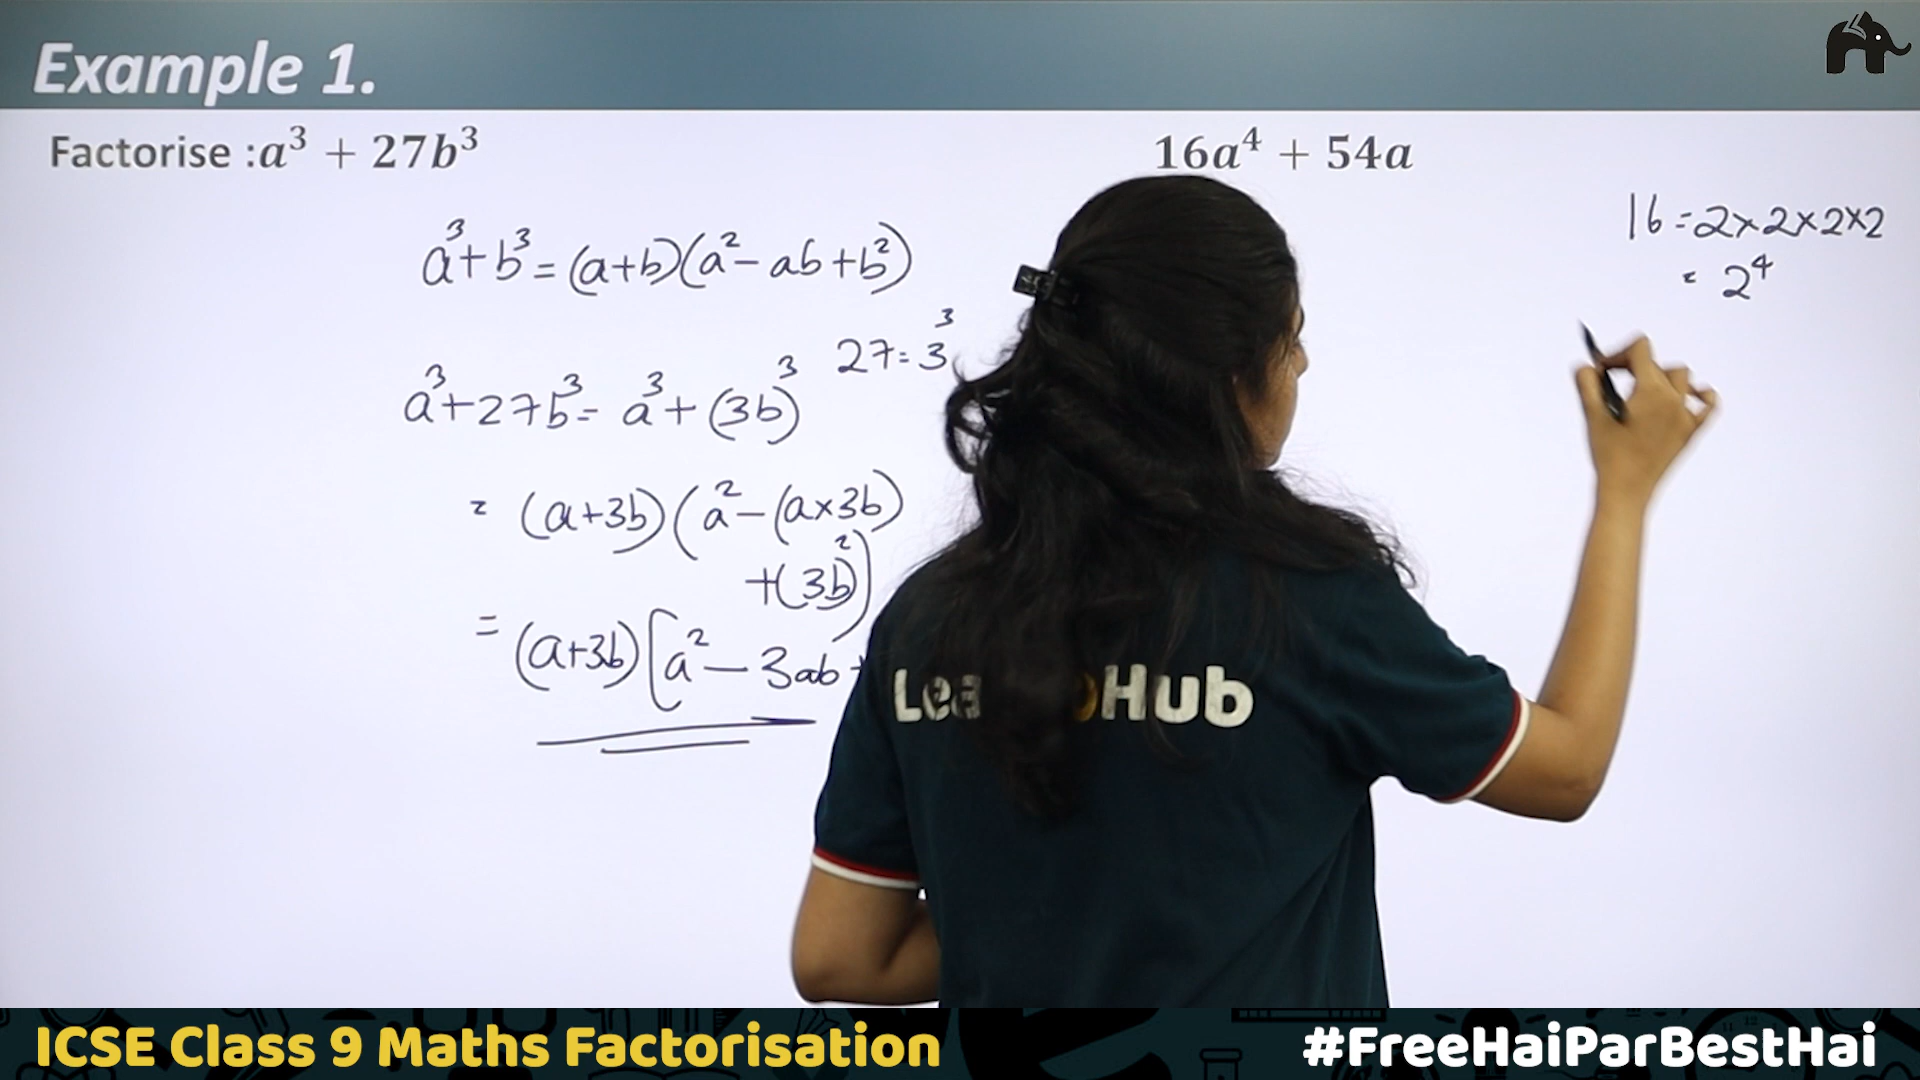 Example 1.
Factorise : a³ + 27b³
16a⁴ + 54a
a³+b³ = (a+b)(a² - ab + b²)
27 = 3³
a³+27b³ = a³ + (3b)³
= (a+3b)(a² - (a×3b)
+(3b)²)
= (a+3b)[a² - 3ab +
16 = 2×2×2×2
= 2⁴
Hub
ICSE Class 9 Maths Factorisation
#FreeHaiParBestHai